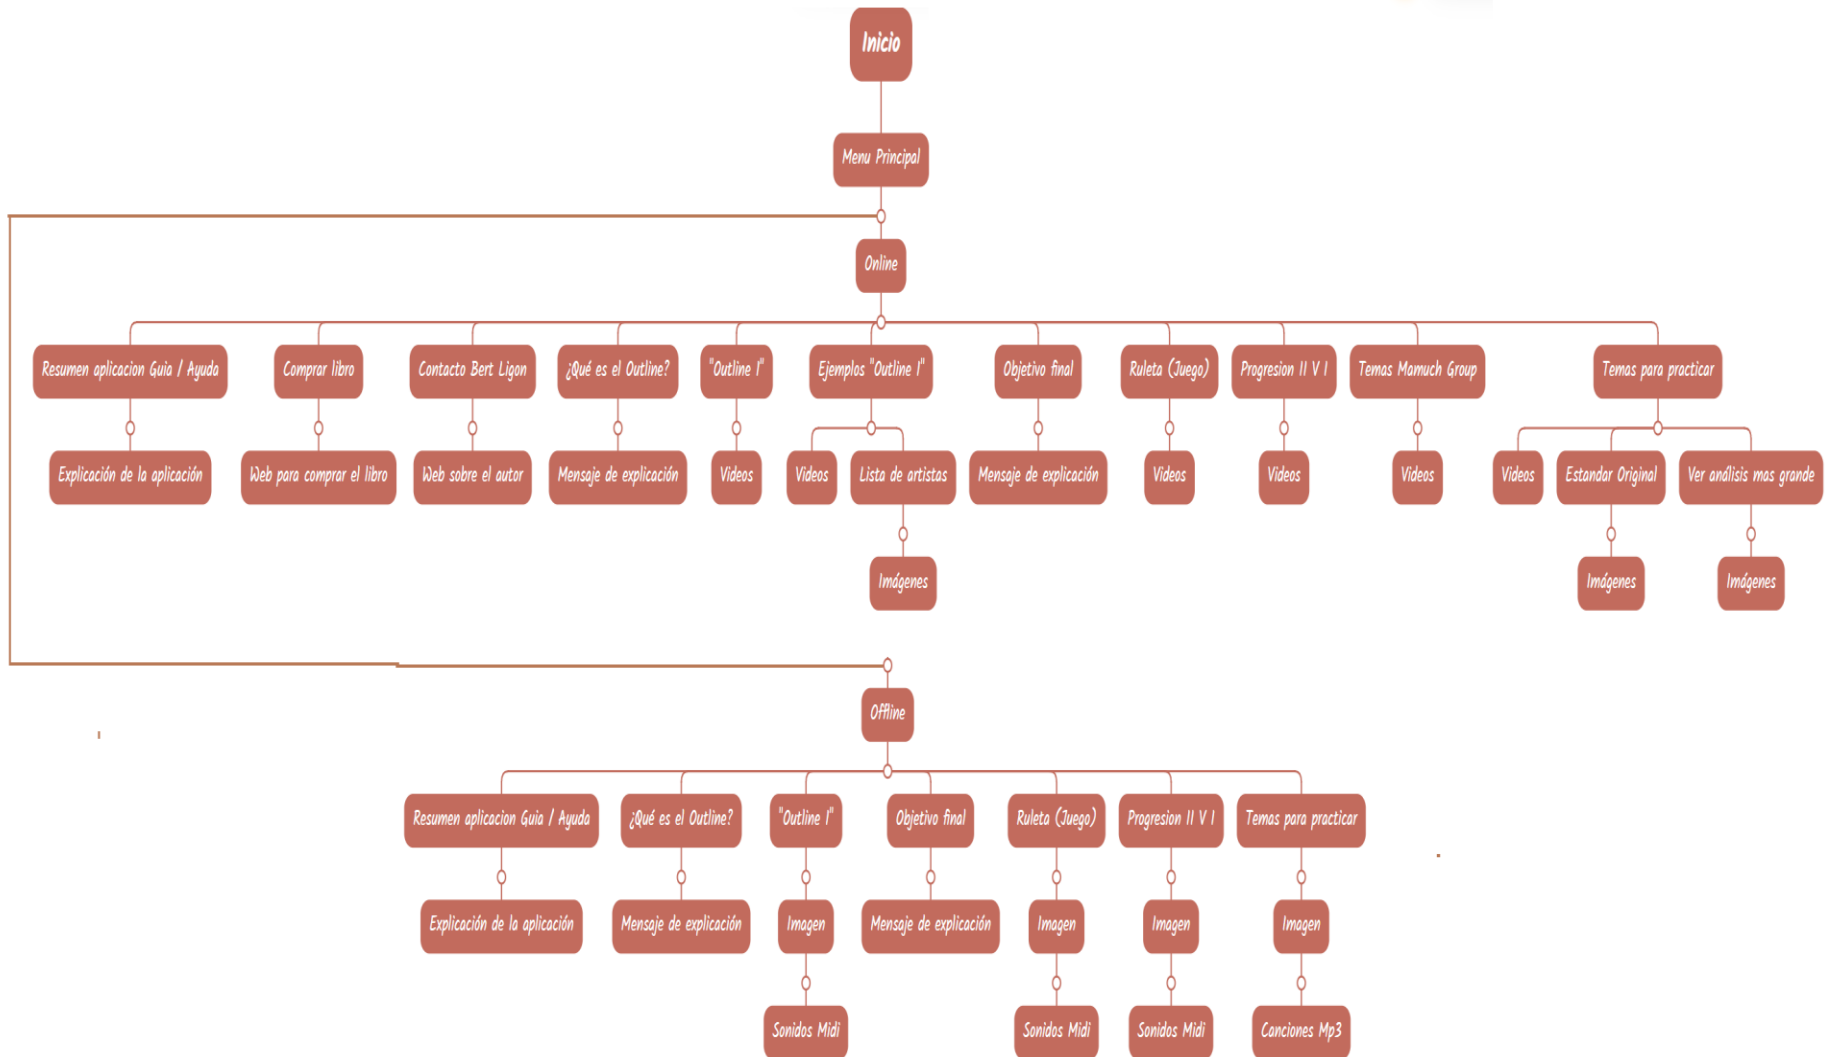 Inicio
Menu Principal
Online
Resumen aplicacion Guia / Ayuda
Comprar libro
Contacto Bert Ligon
¿Qué es el Outline?
"Outline I"
Ejemplos "Outline I"
Objetivo final
Ruleta (Juego)
Progresion II V I
Temas Mamuch Group
Temas para practicar
Explicación de la aplicación
Web para comprar el libro
Web sobre el autor
Mensaje de explicación
Videos
Videos
Lista de artistas
Mensaje de explicación
Videos
Videos
Videos
Videos
Estandar Original
Ver análisis mas grande
Imágenes
Imágenes
Imágenes
Offline
Resumen aplicacion Guia / Ayuda
¿Qué es el Outline?
"Outline I"
Objetivo final
Ruleta (Juego)
Progresion II V I
Temas para practicar
Explicación de la aplicación
Mensaje de explicación
Imagen
Mensaje de explicación
Imagen
Imagen
Imagen
Sonidos Midi
Sonidos Midi
Sonidos Midi
Canciones Mp3